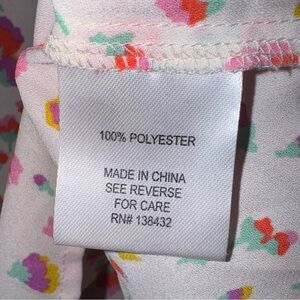 100% POLYESTER
MADE IN CHINA
SEE REVERSE
FOR CARE
RN# 138432